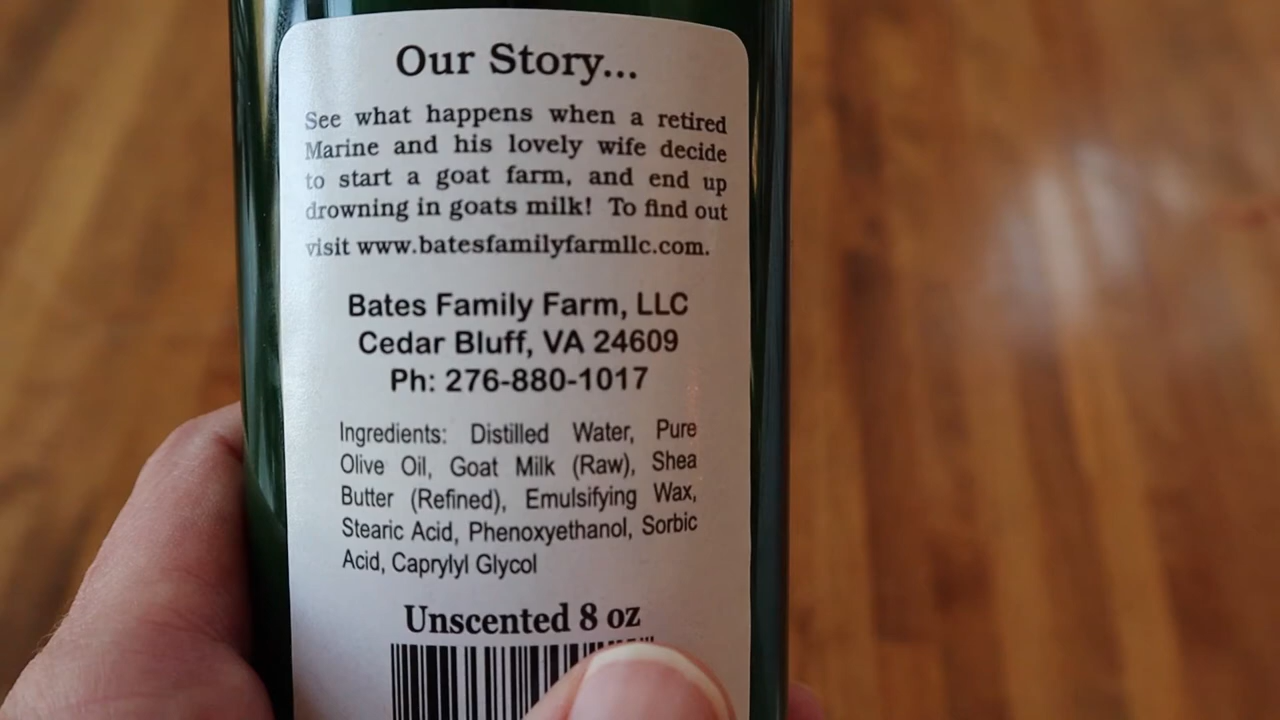 Our Story...
See what happens when a retired
Marine and his lovely wife decide
to start a goat farm, and end up
drowning in goats milk! To find out
visit www.batesfamilyfarmllc.com.
Bates Family Farm, LLC
Cedar Bluff, VA 24609
Ph: 276-880-1017
Ingredients: Distilled Water, Pure
Olive Oil, Goat Milk (Raw), Shea
Butter (Refined), Emulsifying Wax,
Stearic Acid, Phenoxyethanol, Sorbic
Acid, Caprylyl Glycol
Unscented 8 oz